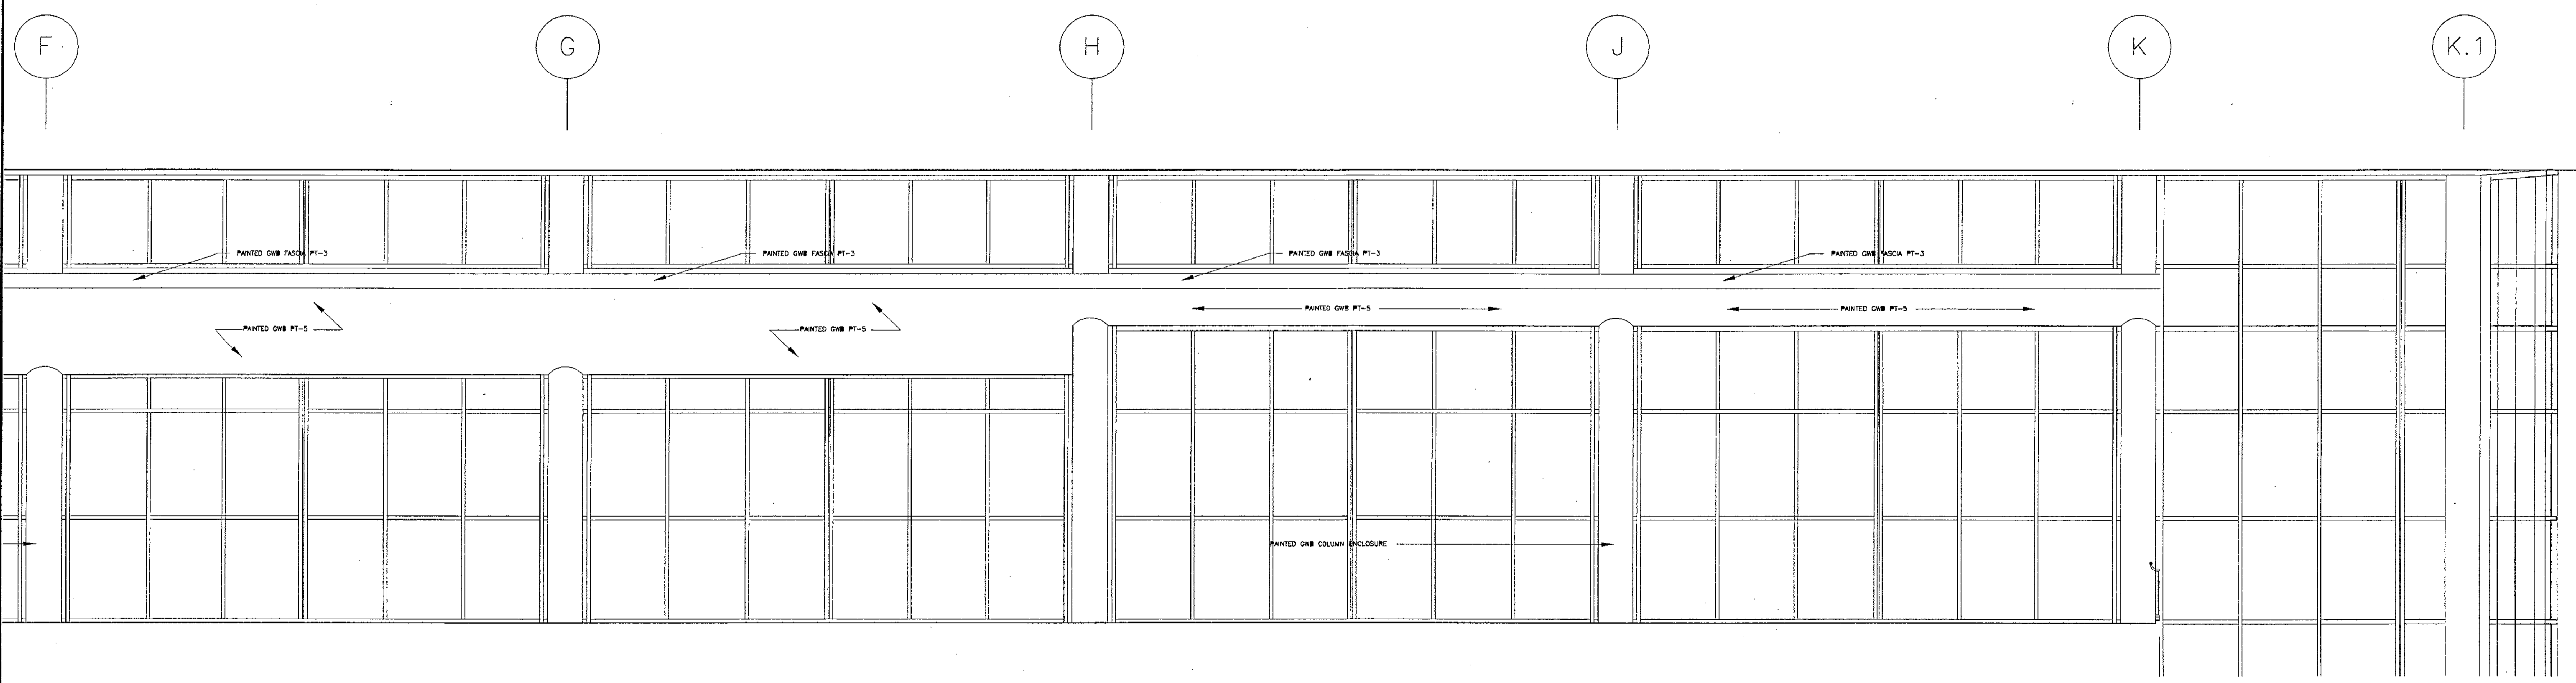 F G H J K K.1
PAINTED GWB FASCIA PT-3 PAINTED GWB FASCIA PT-3 PAINTED GWB FASCIA PT-3 PAINTED GWB FASCIA PT-3
PAINTED GWB PT-5 PAINTED GWB PT-5
PAINTED GWB PT-5 PAINTED GWB PT-5
PAINTED GWB COLUMN ENCLOSURE